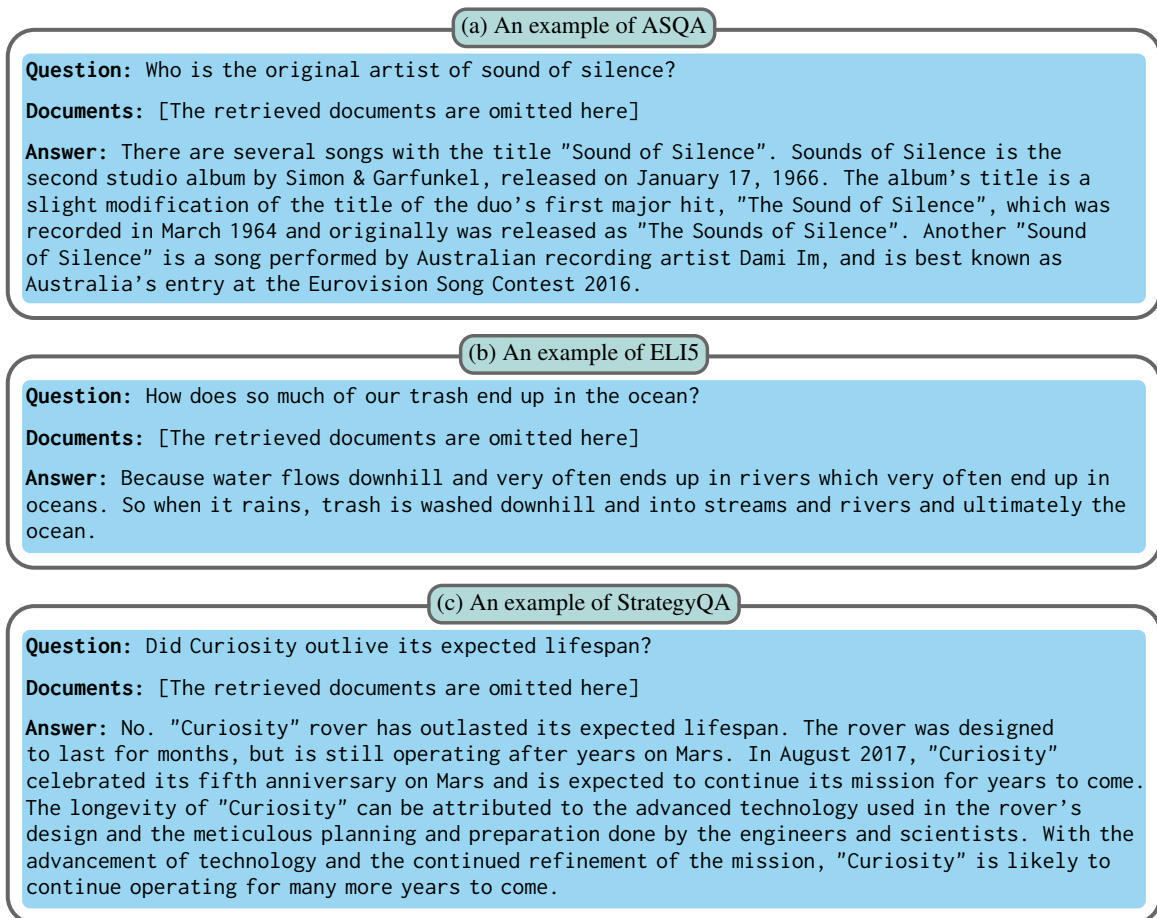 (a) An example of ASQA
Question: Who is the original artist of sound of silence?
Documents: [The retrieved documents are omitted here]
Answer: There are several songs with the title "Sound of Silence". Sounds of Silence is the
second studio album by Simon & Garfunkel, released on January 17, 1966. The album's title is a
slight modification of the title of the duo's first major hit, "The Sound of Silence", which was
recorded in March 1964 and originally was released as "The Sounds of Silence". Another "Sound
of Silence" is a song performed by Australian recording artist Dami Im, and is best known as
Australia's entry at the Eurovision Song Contest 2016.
(b) An example of ELI5
Question: How does so much of our trash end up in the ocean?
Documents: [The retrieved documents are omitted here]
Answer: Because water flows downhill and very often ends up in rivers which very often end up in
oceans. So when it rains, trash is washed downhill and into streams and rivers and ultimately the
ocean.
(c) An example of StrategyQA
Question: Did Curiosity outlive its expected lifespan?
Documents: [The retrieved documents are omitted here]
Answer: No. "Curiosity" rover has outlasted its expected lifespan. The rover was designed
to last for months, but is still operating after years on Mars. In August 2017, "Curiosity"
celebrated its fifth anniversary on Mars and is expected to continue its mission for years to come.
The longevity of "Curiosity" can be attributed to the advanced technology used in the rover's
design and the meticulous planning and preparation done by the engineers and scientists. With the
advancement of technology and the continued refinement of the mission, "Curiosity" is likely to
continue operating for many more years to come.